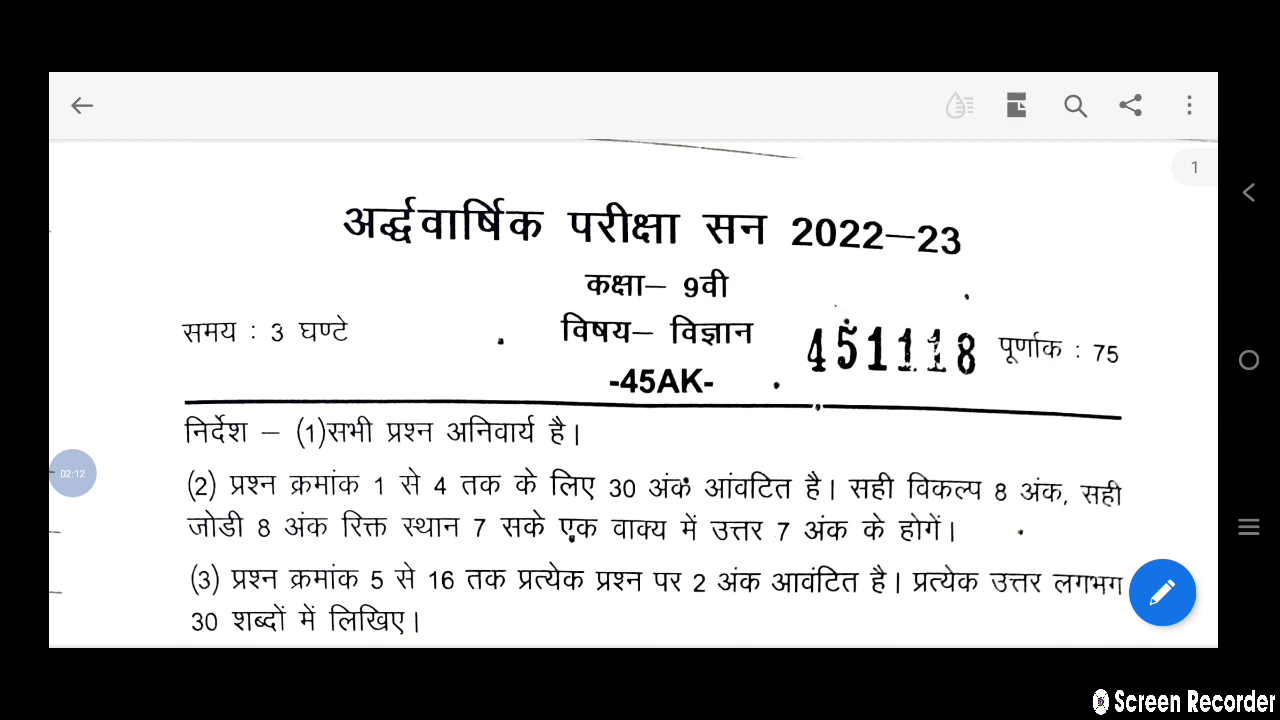 1
अर्द्धवार्षिक परीक्षा सन 2022–23
कक्षा– 9वी
समय : 3 घण्टे
विषय– विज्ञान
451118
पूर्णाक : 75
-45AK-
निर्देश – (1)सभी प्रश्न अनिवार्य है।
02:12
(2) प्रश्न क्रमांक 1 से 4 तक के लिए 30 अंक आंवटित है। सही विकल्प 8 अंक, सही
जोडी 8 अंक रिक्त स्थान 7 सके एक वाक्य में उत्तर 7 अंक के होगें।
(3) प्रश्न क्रमांक 5 से 16 तक प्रत्येक प्रश्न पर 2 अंक आवंटित है। प्रत्येक उत्तर लगभग
30 शब्दों में लिखिए।
Screen Recorder